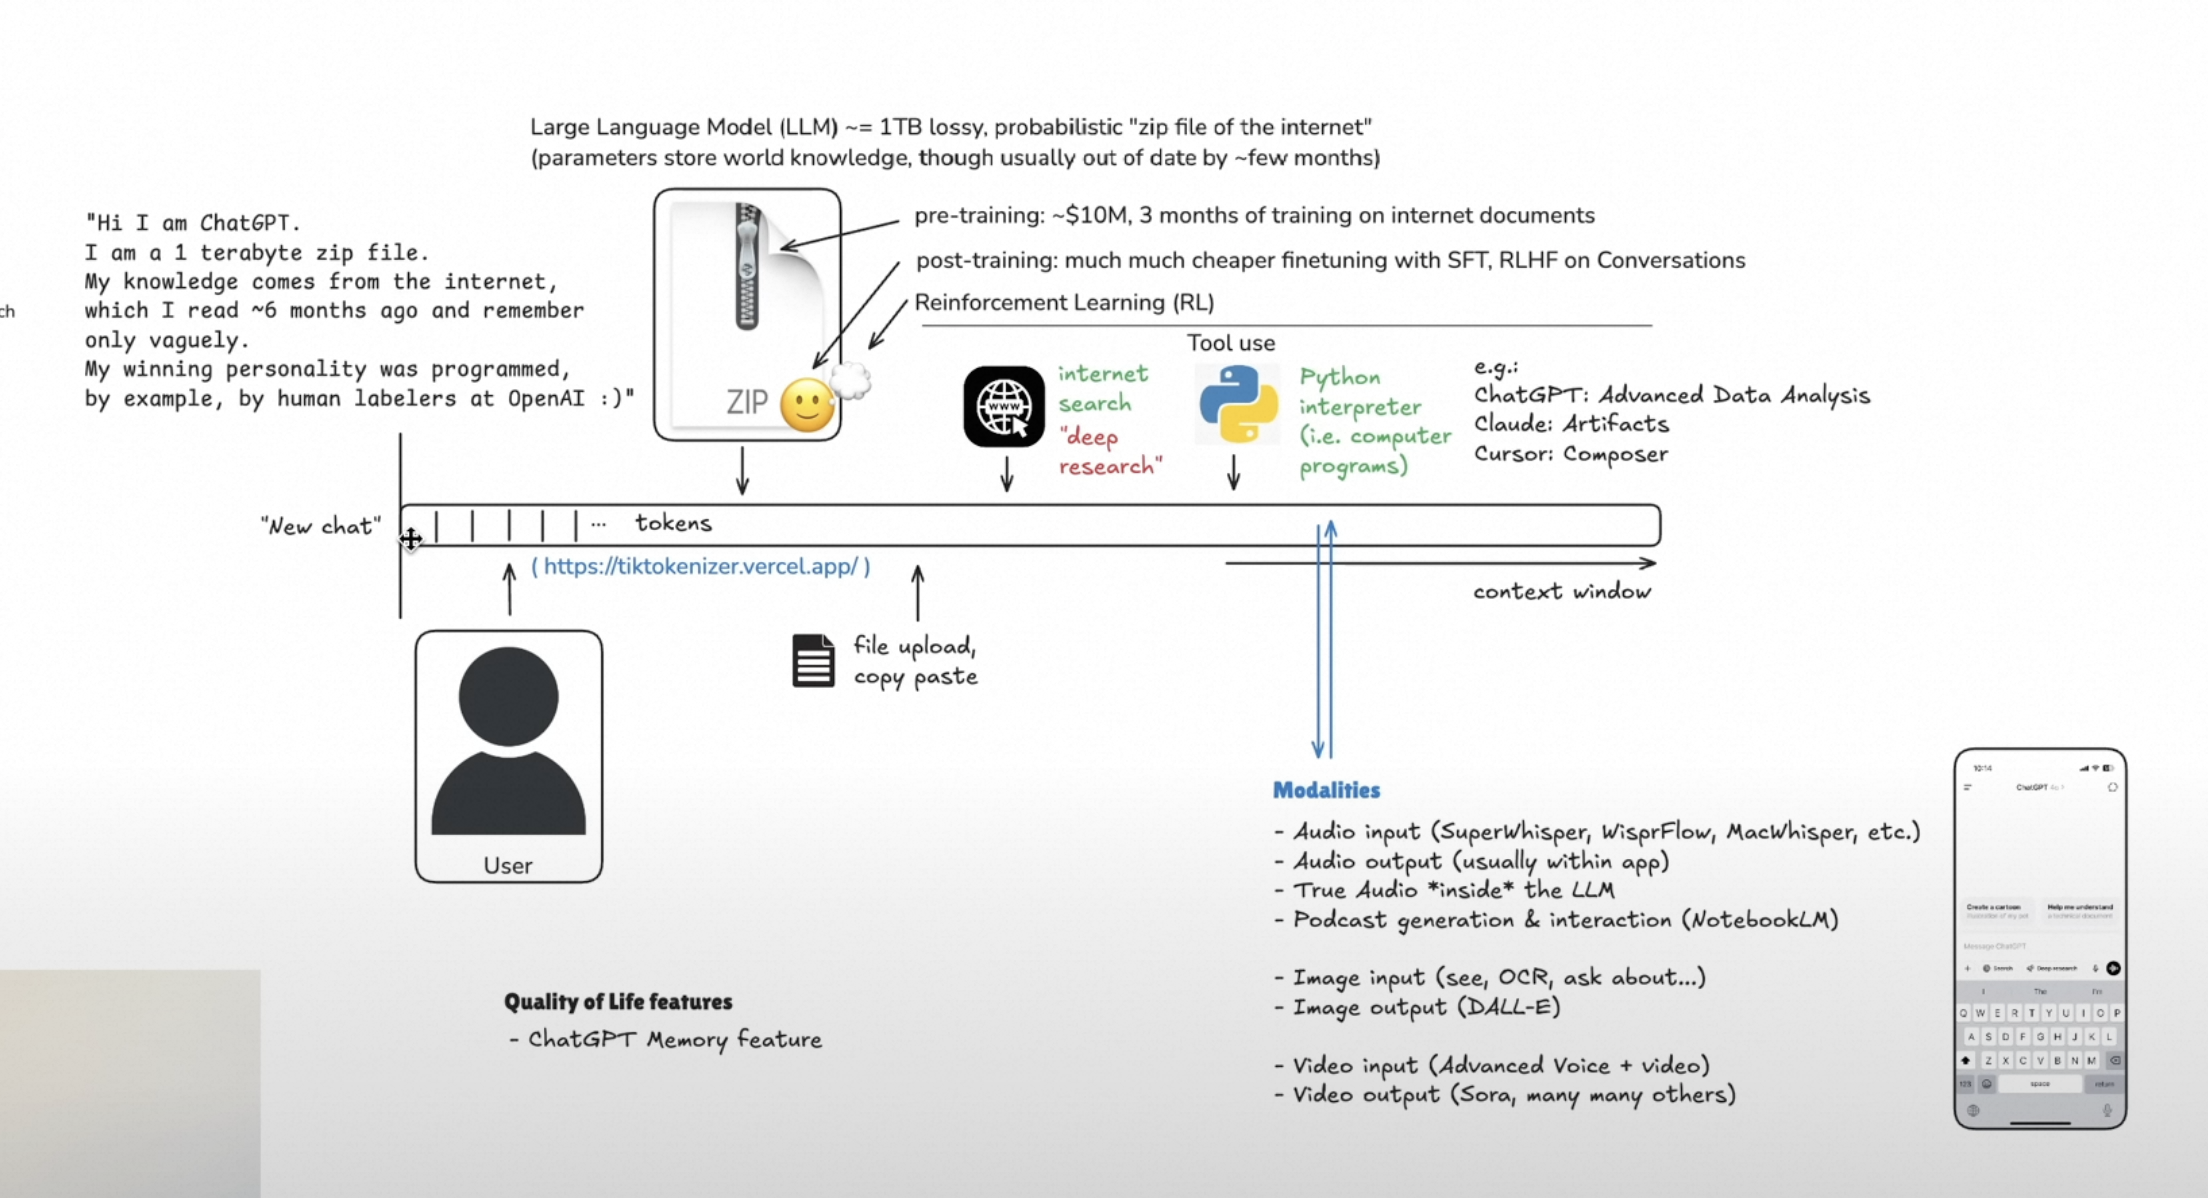 Large Language Model (LLM) ~= 1TB lossy, probabilistic "zip file of the internet"
(parameters store world knowledge, though usually out of date by ~few months)
"Hi I am ChatGPT.
I am a 1 terabyte zip file.
My knowledge comes from the internet,
which I read ~6 months ago and remember
only vaguely.
My winning personality was programmed,
by example, by human labelers at OpenAI :)"
ch
ZIP
pre-training: ~$10M, 3 months of training on internet documents
post-training: much much cheaper finetuning with SFT, RLHF on Conversations
Reinforcement Learning (RL)
Tool use
www
internet
search
"deep
research"
Python
interpreter
(i.e. computer
programs)
e.g.:
ChatGPT: Advanced Data Analysis
Claude: Artifacts
Cursor: Composer
"New chat"
... tokens
( https://tiktokenizer.vercel.app/ )
context window
file upload,
copy paste
User
Modalities
- Audio input (SuperWhisper, WisprFlow, MacWhisper, etc.)
- Audio output (usually within app)
- True Audio *inside* the LLM
- Podcast generation & interaction (NotebookLM)
- Image input (see, OCR, ask about...)
- Image output (DALL-E)
- Video input (Advanced Voice + video)
- Video output (Sora, many many others)
Quality of Life features
- ChatGPT Memory feature
10:14
ChatGPT
Create a cartoon
Help me understand
a technical document
Message ChatGPT
Search
Deep research
I The I'm
Q W E R T Y U I O P
A S D F G H J K L
Z X C V B N M
123 space return